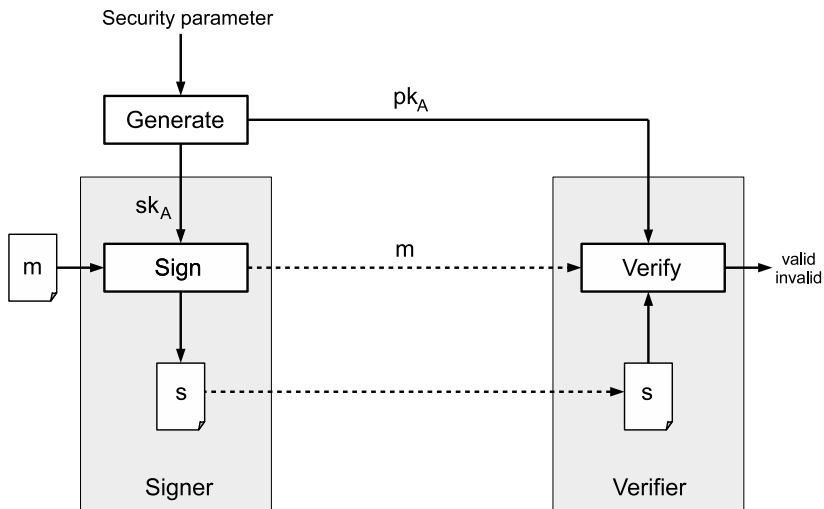 Security parameter
Generate
pk_A
sk_A
m
Sign
m
Verify
valid
invalid
s
s
Signer
Verifier